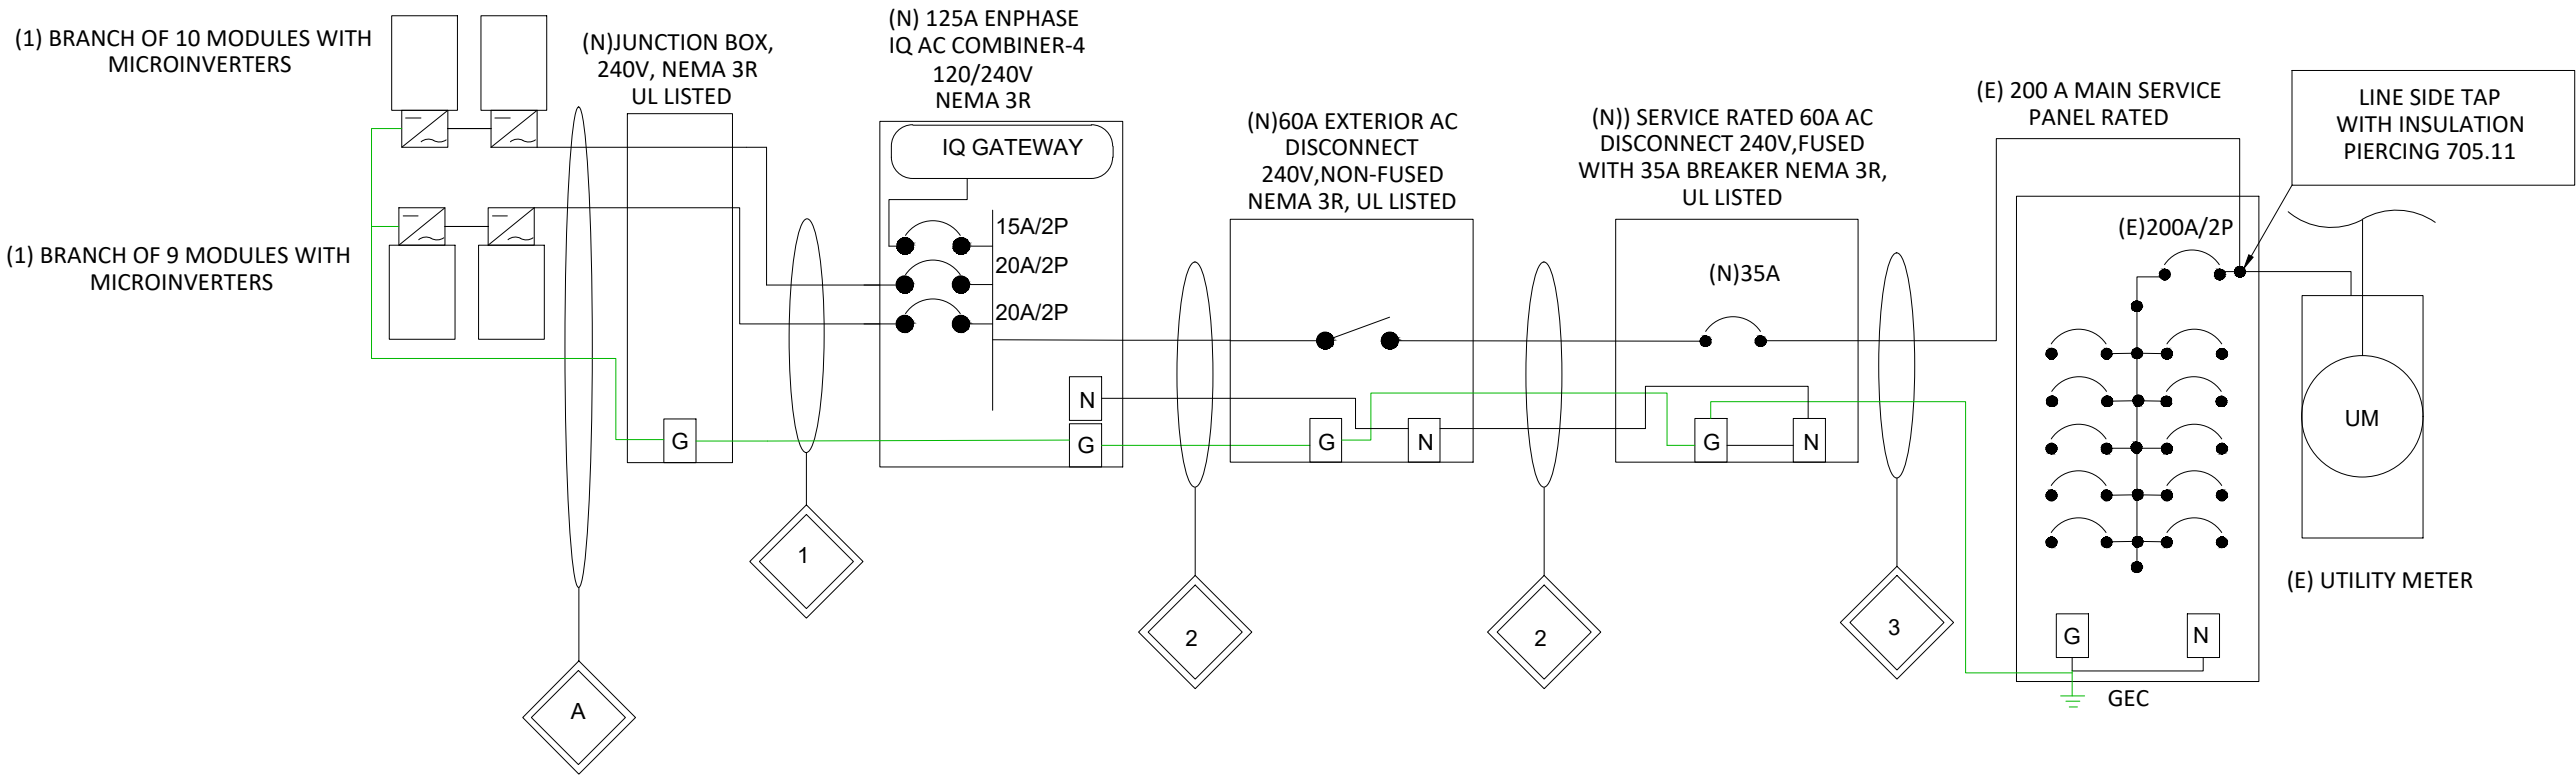 (1) BRANCH OF 10 MODULES WITH
MICROINVERTERS
(1) BRANCH OF 9 MODULES WITH
MICROINVERTERS
A
(N)JUNCTION BOX,
240V, NEMA 3R
UL LISTED
G
1
(N) 125A ENPHASE
IQ AC COMBINER-4
120/240V
NEMA 3R
IQ GATEWAY
15A/2P
20A/2P
20A/2P
N
G
2
(N)60A EXTERIOR AC
DISCONNECT
240V,NON-FUSED
NEMA 3R, UL LISTED
G
N
2
(N)) SERVICE RATED 60A AC
DISCONNECT 240V,FUSED
WITH 35A BREAKER NEMA 3R,
UL LISTED
(N)35A
G
N
3
(E) 200 A MAIN SERVICE
PANEL RATED
(E)200A/2P
G
N
GEC
LINE SIDE TAP
WITH INSULATION
PIERCING 705.11
UM
(E) UTILITY METER